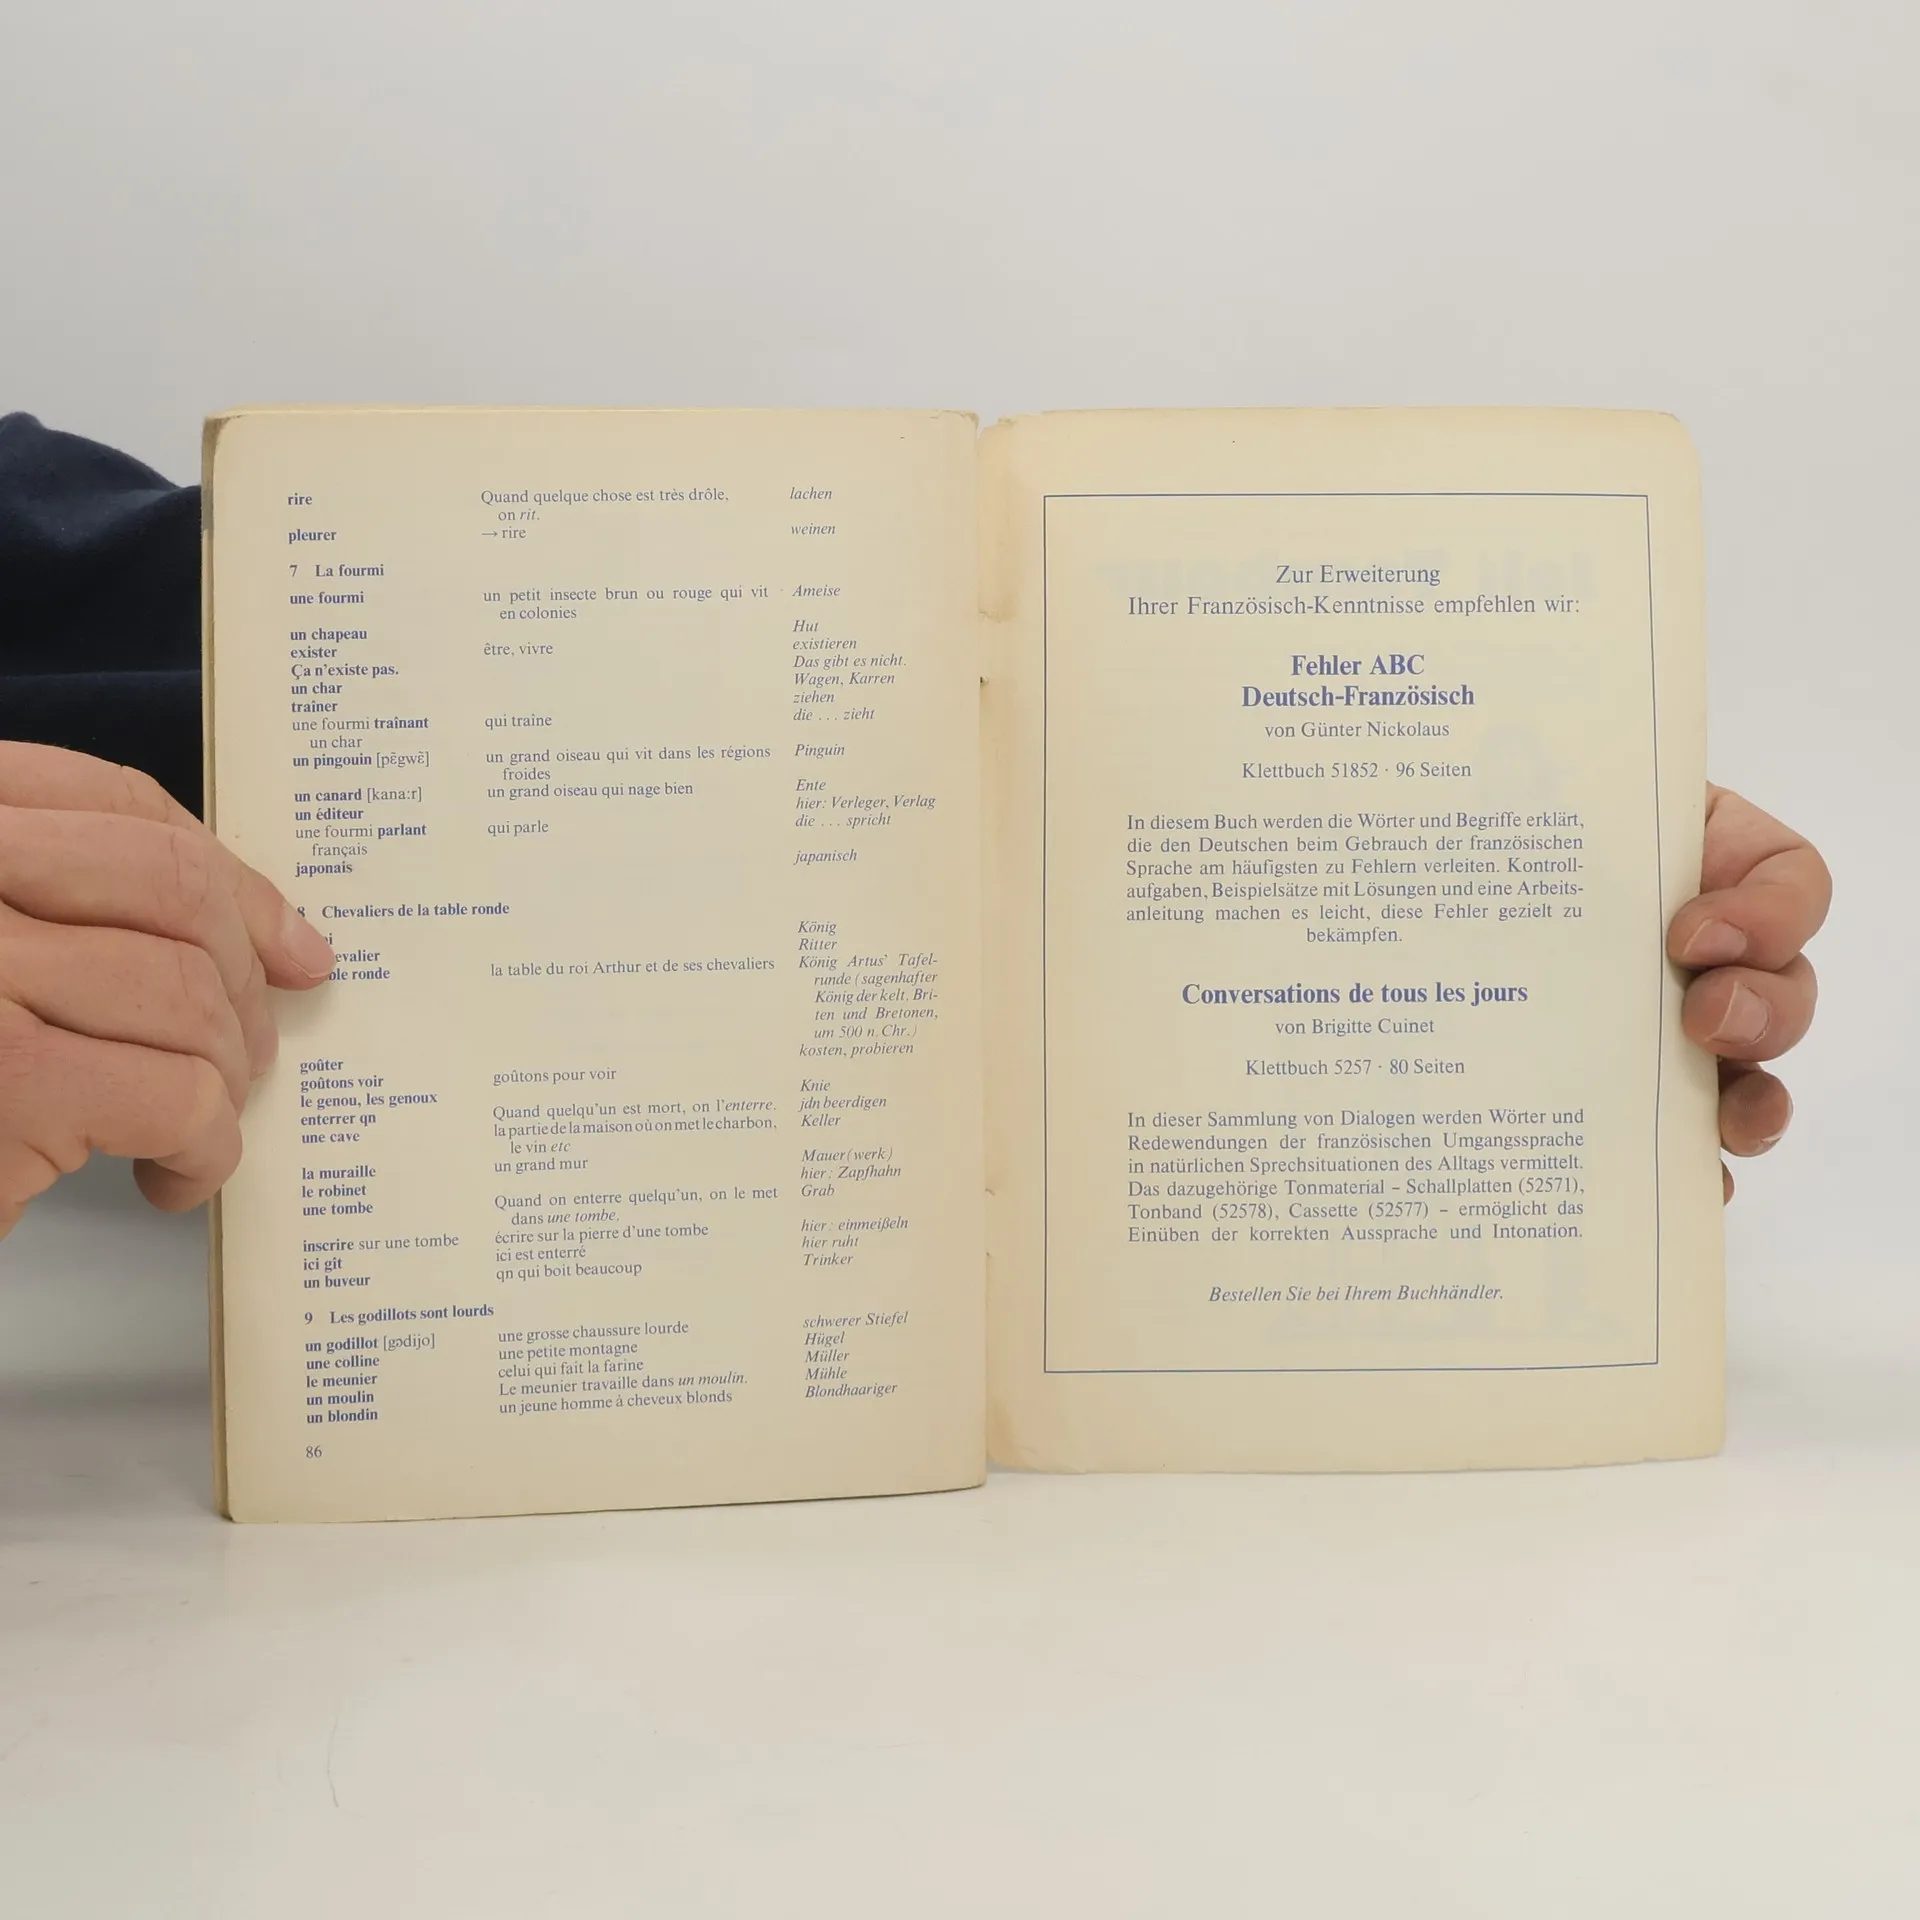 rire Quand quelque chose est très drôle, lachen
on rit.
pleurer → rire weinen
7 La fourmi
une fourmi un petit insecte brun ou rouge qui vit Ameise
en colonies
un chapeau Hut
exister être, vivre existieren
Ça n'existe pas. Das gibt es nicht.
un char Wagen, Karren
traîner ziehen
une fourmi traînant qui traîne die ... zieht
un char
un pingouin [pɛ̃gwɛ̃] un grand oiseau qui vit dans les régions Pinguin
froides
un canard [kana:r] un grand oiseau qui nage bien Ente
un éditeur hier: Verleger, Verlag
une fourmi parlant qui parle die ... spricht
français
japonais japanisch
8 Chevaliers de la table ronde
König
evalier Ritter
ble ronde la table du roi Arthur et de ses chevaliers König Artus' Tafel-
runde (sagenhafter
König der kelt. Bri-
ten und Bretonen,
um 500 n. Chr.)
goûter kosten, probieren
goûtons voir goûtons pour voir
le genou, les genoux Knie
enterrer qn Quand quelqu'un est mort, on l'enterre. jdn beerdigen
une cave la partie de la maison où on met le charbon, Keller
le vin etc
la muraille un grand mur Mauer(werk)
le robinet hier: Zapfhahn
une tombe Quand on enterre quelqu'un, on le met Grab
dans une tombe.
inscrire sur une tombe écrire sur la pierre d'une tombe hier: einmeißeln
ici gît ici est enterré hier ruht
un buveur qn qui boit beaucoup Trinker
9 Les godillots sont lourds
un godillot [gɔdijo] une grosse chaussure lourde schwerer Stiefel
une colline une petite montagne Hügel
le meunier celui qui fait la farine Müller
un moulin Le meunier travaille dans un moulin. Mühle
un blondin un jeune homme à cheveux blonds Blondhaariger
86
Zur Erweiterung
Ihrer Französisch-Kenntnisse empfehlen wir:
Fehler ABC
Deutsch-Französisch
von Günter Nickolaus
Klettbuch 51852 · 96 Seiten
In diesem Buch werden die Wörter und Begriffe erklärt,
die den Deutschen beim Gebrauch der französischen
Sprache am häufigsten zu Fehlern verleiten. Kontroll-
aufgaben, Beispielsätze mit Lösungen und eine Arbeits-
anleitung machen es leicht, diese Fehler gezielt zu
bekämpfen.
Conversations de tous les jours
von Brigitte Cuinet
Klettbuch 5257 · 80 Seiten
In dieser Sammlung von Dialogen werden Wörter und
Redewendungen der französischen Umgangssprache
in natürlichen Sprechsituationen des Alltags vermittelt.
Das dazugehörige Tonmaterial – Schallplatten (52571),
Tonband (52578), Cassette (52577) – ermöglicht das
Einüben der korrekten Aussprache und Intonation.
Bestellen Sie bei Ihrem Buchhändler.